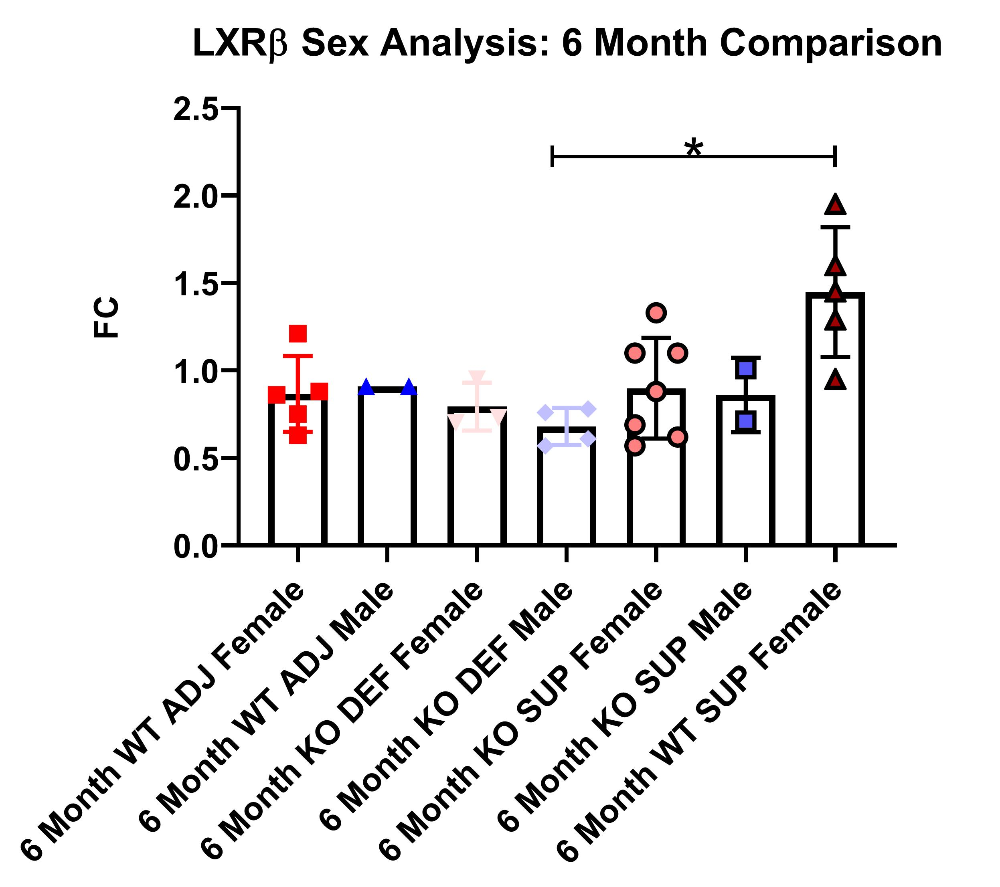 LXRβ Sex Analysis: 6 Month Comparison
2.5
2.0
1.5
1.0
0.5
0.0
FC
*
6 Month WT ADJ Female
6 Month WT ADJ Male
6 Month KO DEF Female
6 Month KO DEF Male
6 Month KO SUP Female
6 Month KO SUP Male
6 Month WT SUP Female